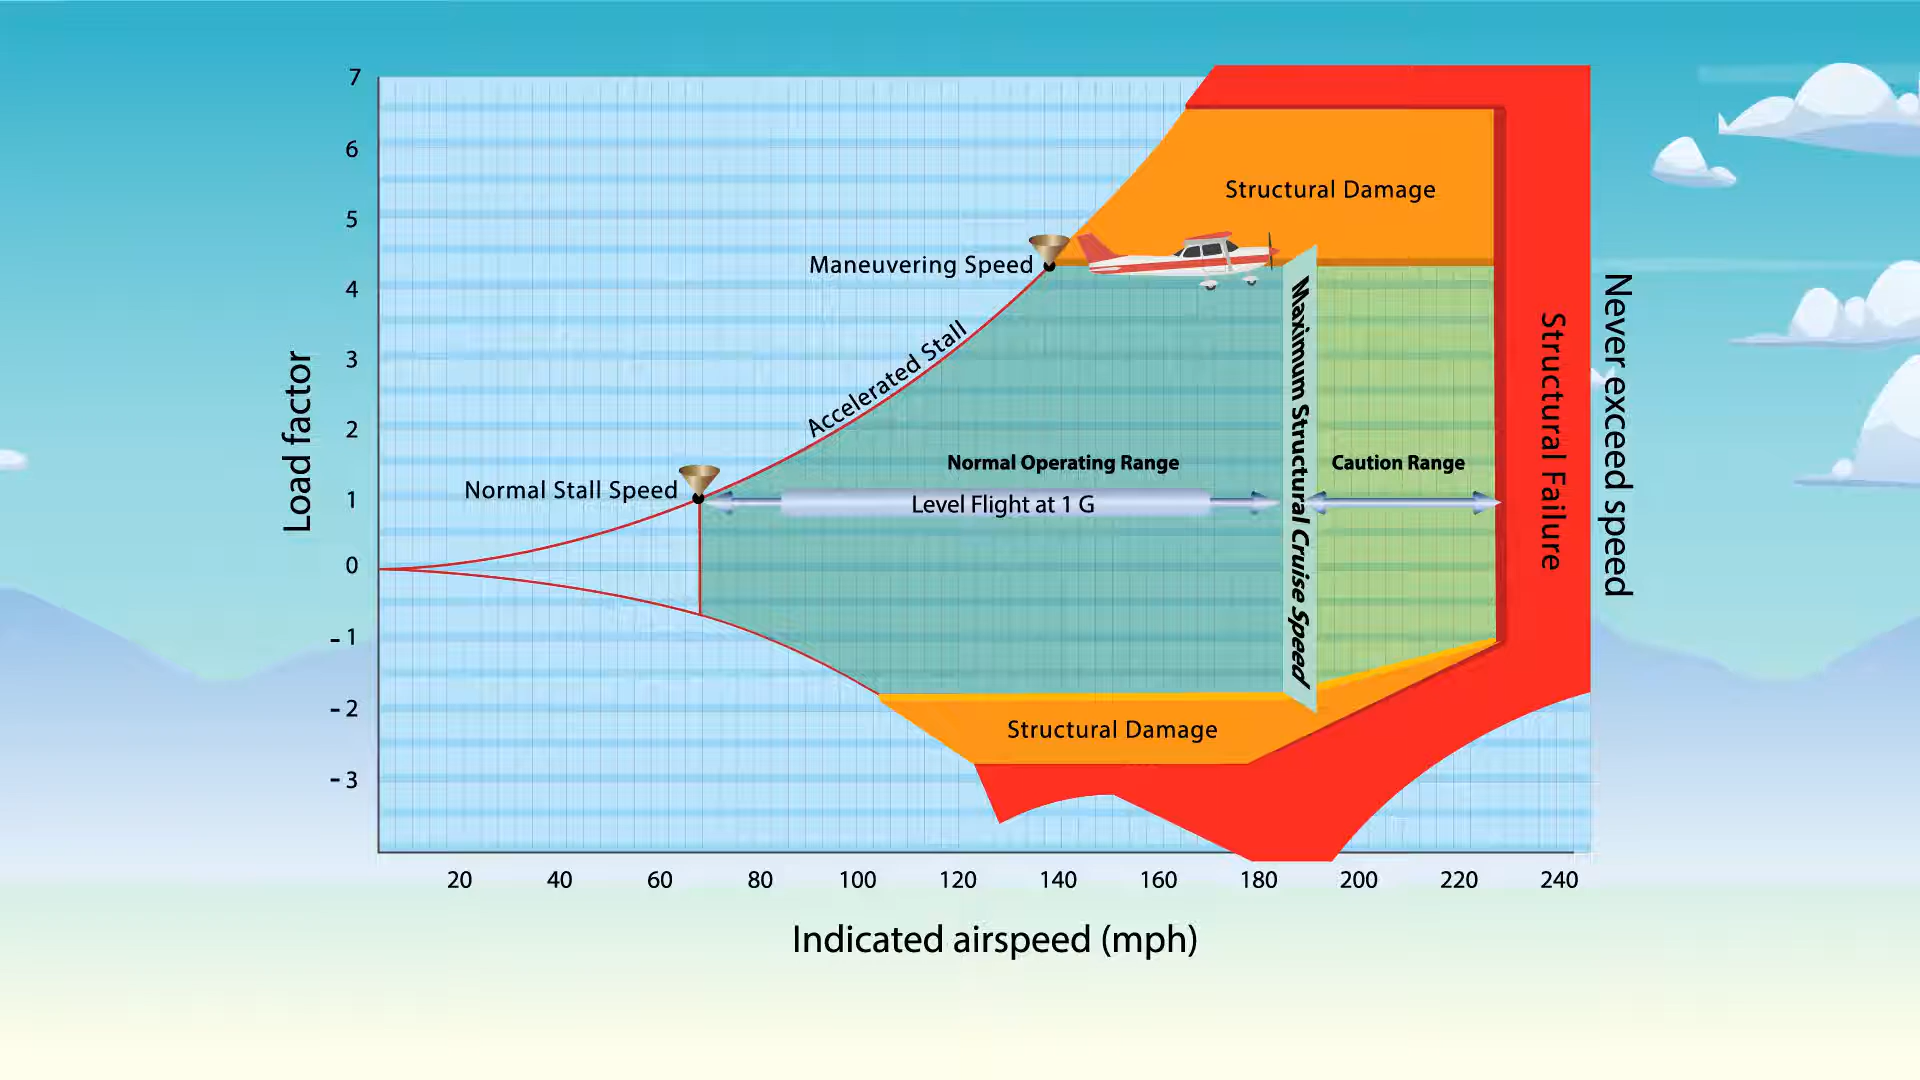 7
6
5
4
3
2
1
0
- 1
- 2
- 3
Load factor
Structural Damage
Maneuvering Speed
Accelerated Stall
Normal Operating Range
Caution Range
Normal Stall Speed
Level Flight at 1 G
Maximum Structural Cruise Speed
Structural Failure
Never exceed speed
Structural Damage
20 40 60 80 100 120 140 160 180 200 220 240
Indicated airspeed (mph)